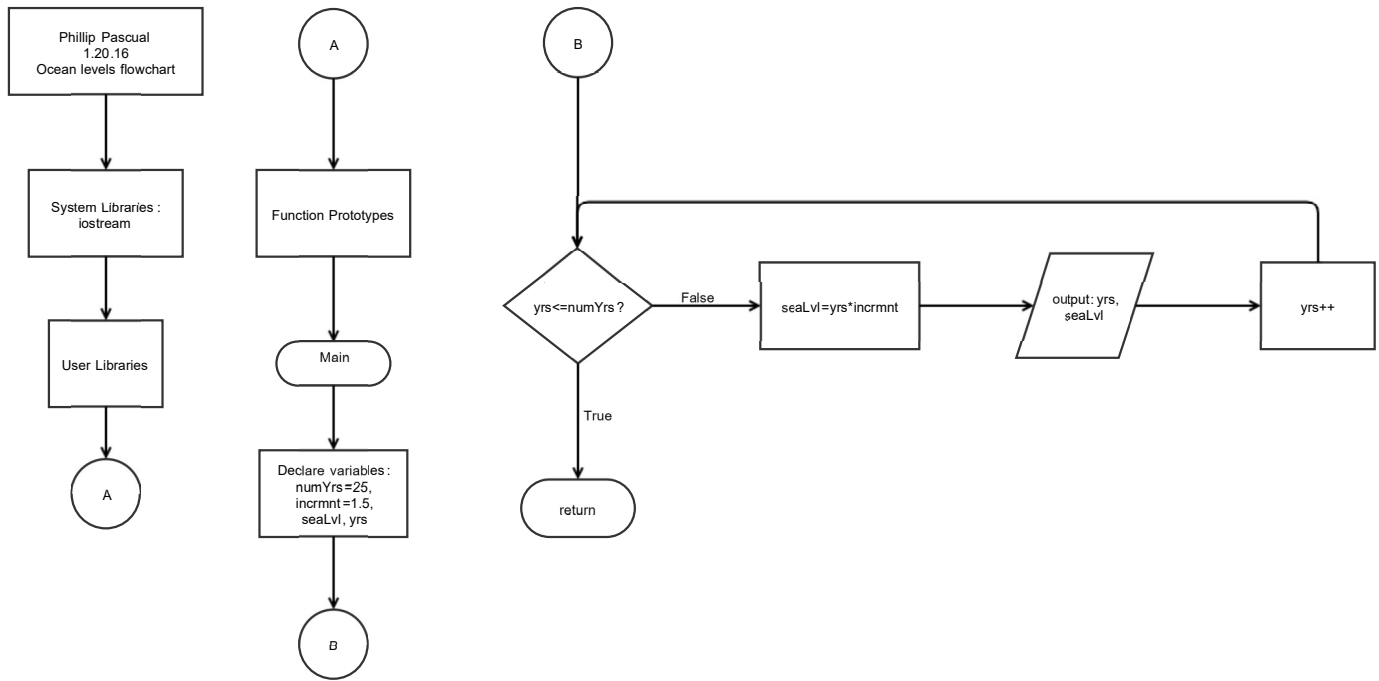 Phillip Pascual
1.20.16
Ocean levels flowchart
System Libraries :
iostream
User Libraries
A
A
Function Prototypes
Main
Declare variables :
numYrs=25,
incrmnt=1.5,
seaLvl, yrs
B
B
yrs<=numYrs ?
False
seaLvl=yrs*incrmnt
output: yrs,
seaLvl
yrs++
True
return